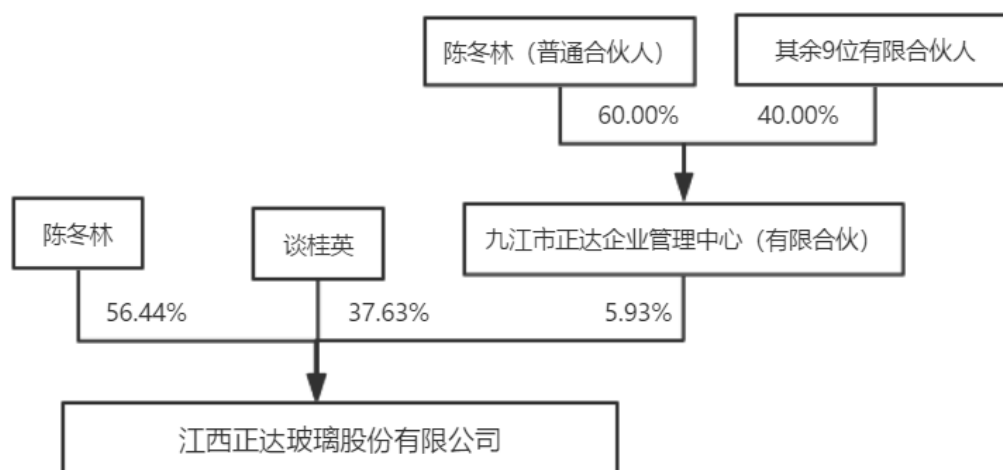 陈冬林（普通合伙人）
其余9位有限合伙人
60.00%
40.00%
陈冬林
谈桂英
九江市正达企业管理中心（有限合伙）
56.44%
37.63%
5.93%
江西正达玻璃股份有限公司